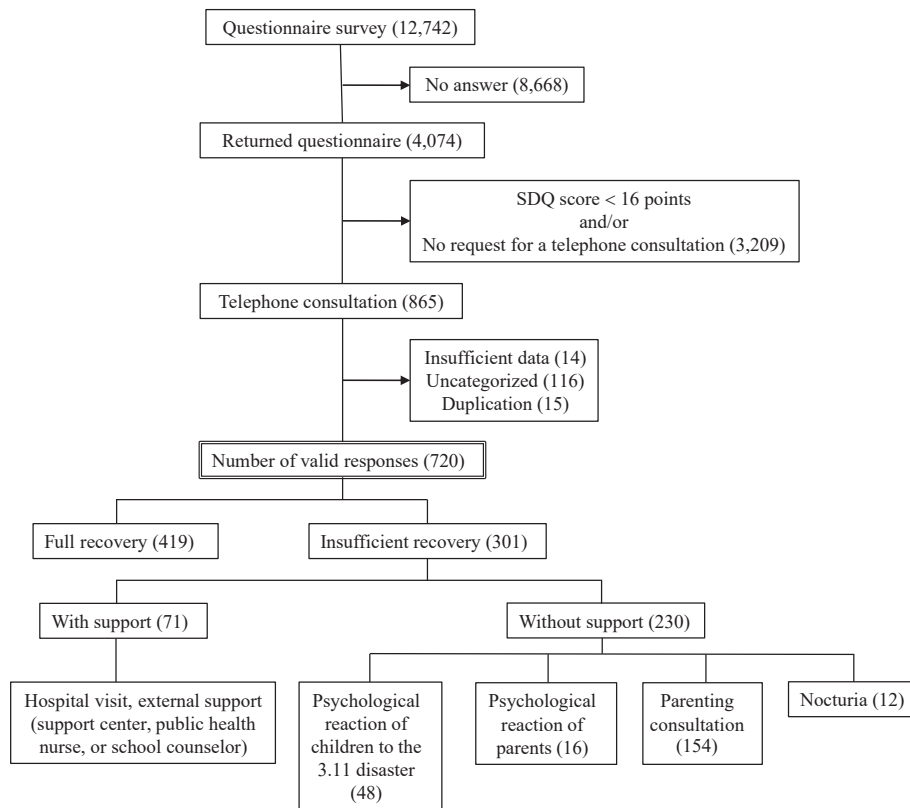 Questionnaire survey (12,742)
No answer (8,668)
Returned questionnaire (4,074)
SDQ score < 16 points
and/or
No request for a telephone consultation (3,209)
Telephone consultation (865)
Insufficient data (14)
Uncategorized (116)
Duplication (15)
Number of valid responses (720)
Full recovery (419)
Insufficient recovery (301)
With support (71)
Without support (230)
Hospital visit, external support
(support center, public health
nurse, or school counselor)
Psychological
reaction of
children to the
3.11 disaster
(48)
Psychological
reaction of
parents (16)
Parenting
consultation
(154)
Nocturia (12)